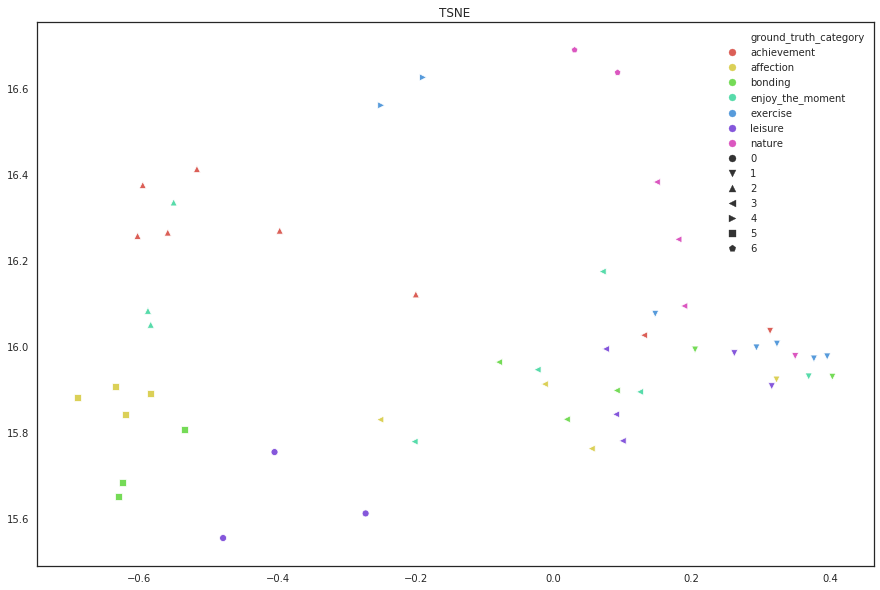 TSNE
ground_truth_category
achievement
affection
bonding
enjoy_the_moment
exercise
leisure
nature
0
1
2
3
4
5
6
16.6
16.4
16.2
16.0
15.8
15.6
−0.6 −0.4 −0.2 0.0 0.2 0.4